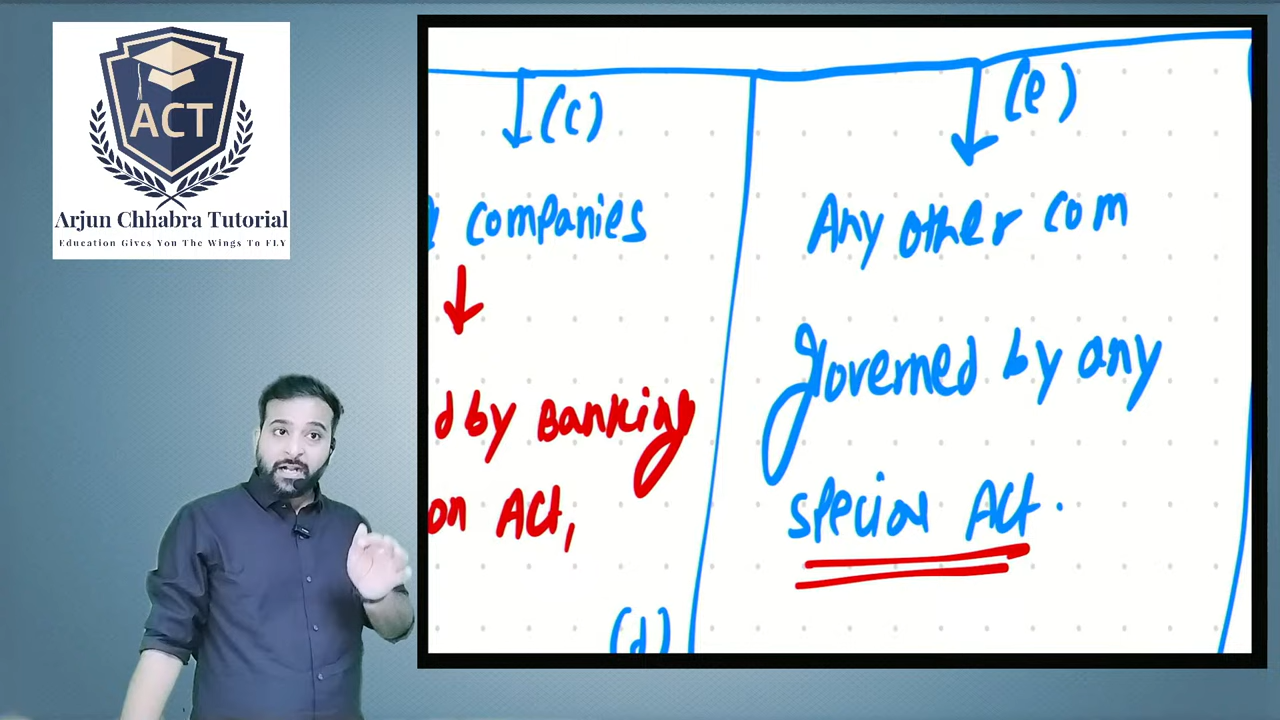 ACT
Arjun Chhabra Tutorial
Education Gives You The Wings To FLY
(c)
companies
d by Banking
on Act,
(d)
(e)
Any other com
governed by any
special Act.